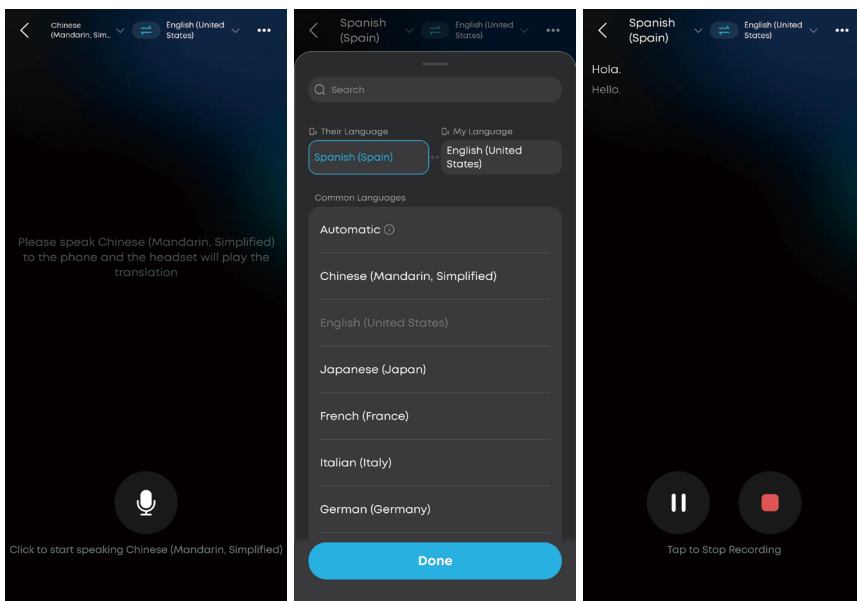 Chinese
(Mandarin, Sim..
English (United
States)
Please speak Chinese (Mandarin, Simplified)
to the phone and the headset will play the
translation
Click to start speaking Chinese (Mandarin, Simplified)
Spanish
(Spain)
English (United
States)
Search
Their Language
My Language
Spanish (Spain)
English (United
States)
Common Languages
Automatic
Chinese (Mandarin, Simplified)
English (United States)
Japanese (Japan)
French (France)
Italian (Italy)
German (Germany)
Done
Spanish
(Spain)
English (United
States)
Hola.
Hello.
Tap to Stop Recording